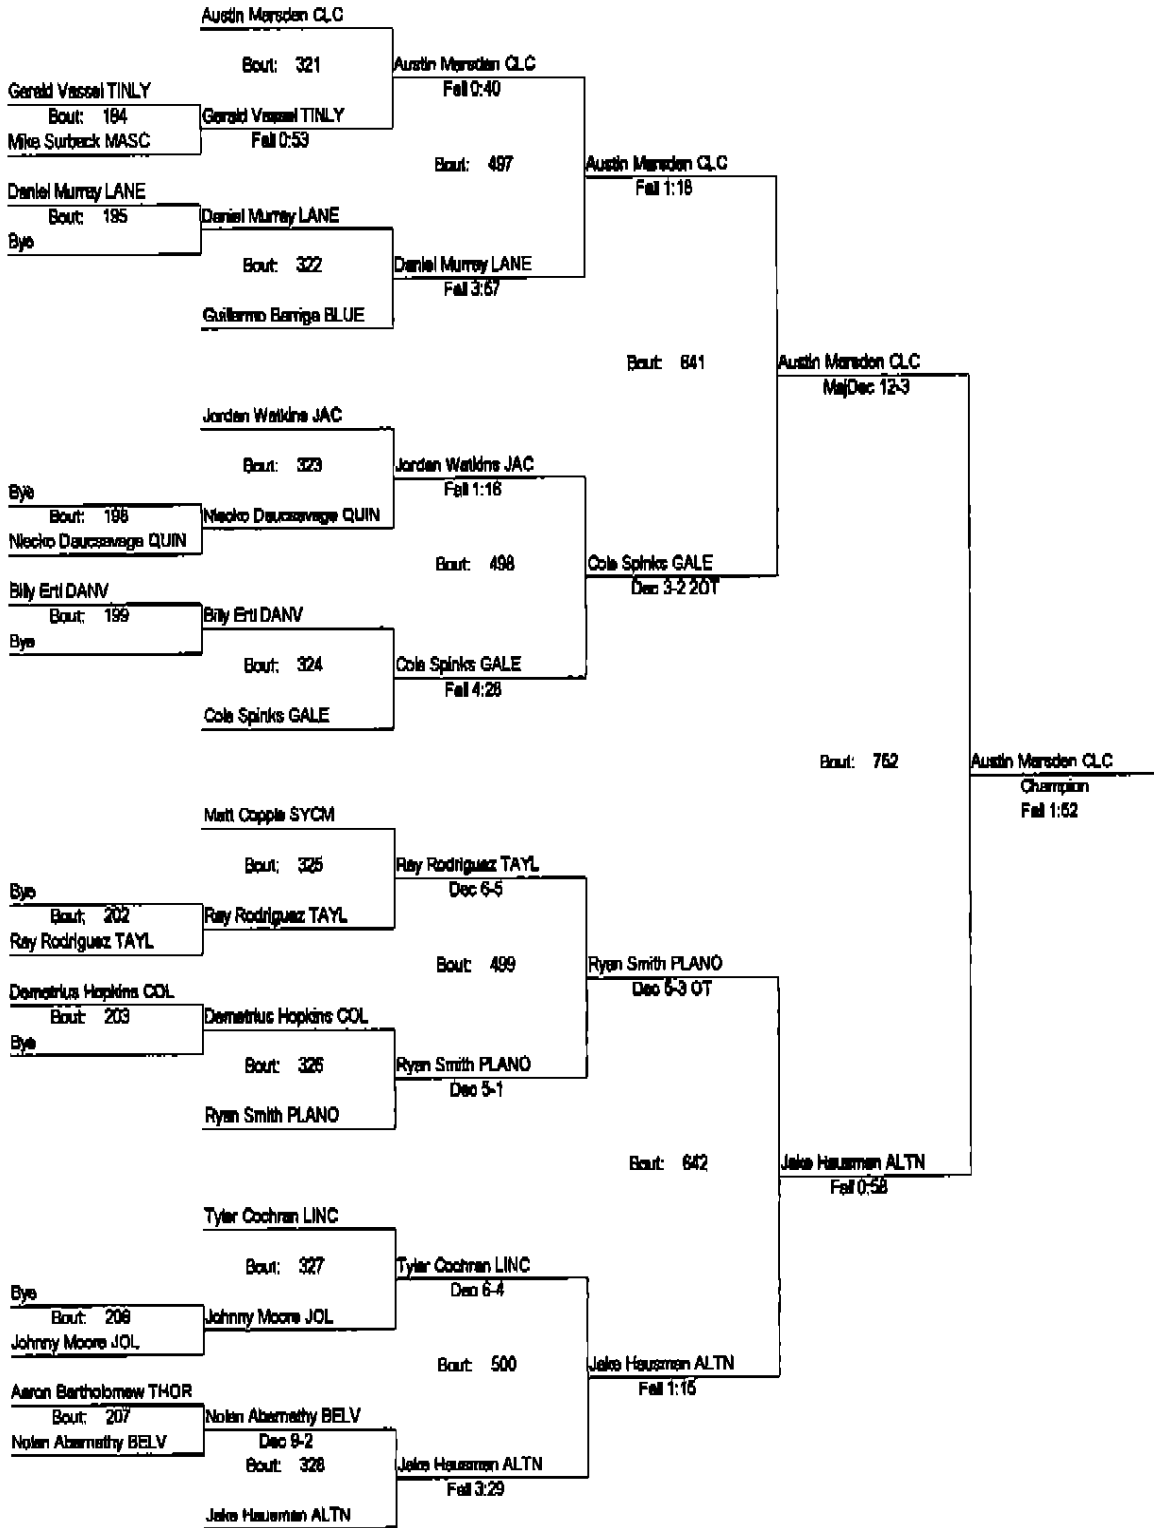 Austin Marsden CLC
Bout: 321
Austin Marsden CLC
Fall 0:40
Gerald Vassel TINLY
Bout: 184
Gerald Vassel TINLY
Fall 0:53
Mike Surback MASC
Bout: 497
Austin Marsden CLC
Fall 1:18
Daniel Murray LANE
Bout: 195
Daniel Murray LANE
Bye
Bout: 322
Daniel Murray LANE
Fall 3:57
Guillermo Barriga BLUE
Bout: 641
Austin Marsden CLC
MajDec 12-3
Jordan Watkins JAC
Bout: 323
Jordan Watkins JAC
Fall 1:16
Bye
Bout: 198
Niecko Daucsavage QUIN
Niecko Daucsavage QUIN
Bout: 498
Cole Spinks GALE
Dec 3-2 2OT
Billy Ertl DANV
Bout: 199
Billy Ertl DANV
Bye
Bout: 324
Cole Spinks GALE
Fall 4:28
Cole Spinks GALE
Bout: 752
Austin Marsden CLC
Champion
Fall 1:52
Matt Copple SYCM
Bout: 325
Ray Rodriguez TAYL
Dec 6-5
Bye
Bout: 202
Ray Rodriguez TAYL
Ray Rodriguez TAYL
Bout: 499
Ryan Smith PLANO
Dec 5-3 OT
Demetrius Hopkins COL
Bout: 203
Demetrius Hopkins COL
Bye
Bout: 326
Ryan Smith PLANO
Dec 5-1
Ryan Smith PLANO
Bout: 642
Jake Hausman ALTN
Fall 0:58
Tyler Cochran LINC
Bout: 327
Tyler Cochran LINC
Dec 6-4
Bye
Bout: 206
Johnny Moore JOL
Johnny Moore JOL
Bout: 500
Jake Hausman ALTN
Fall 1:15
Aaron Bartholomew THOR
Bout: 207
Nolan Abernathy BELV
Dec 9-2
Nolan Abernathy BELV
Bout: 328
Jake Hausman ALTN
Fall 3:29
Jake Hausman ALTN